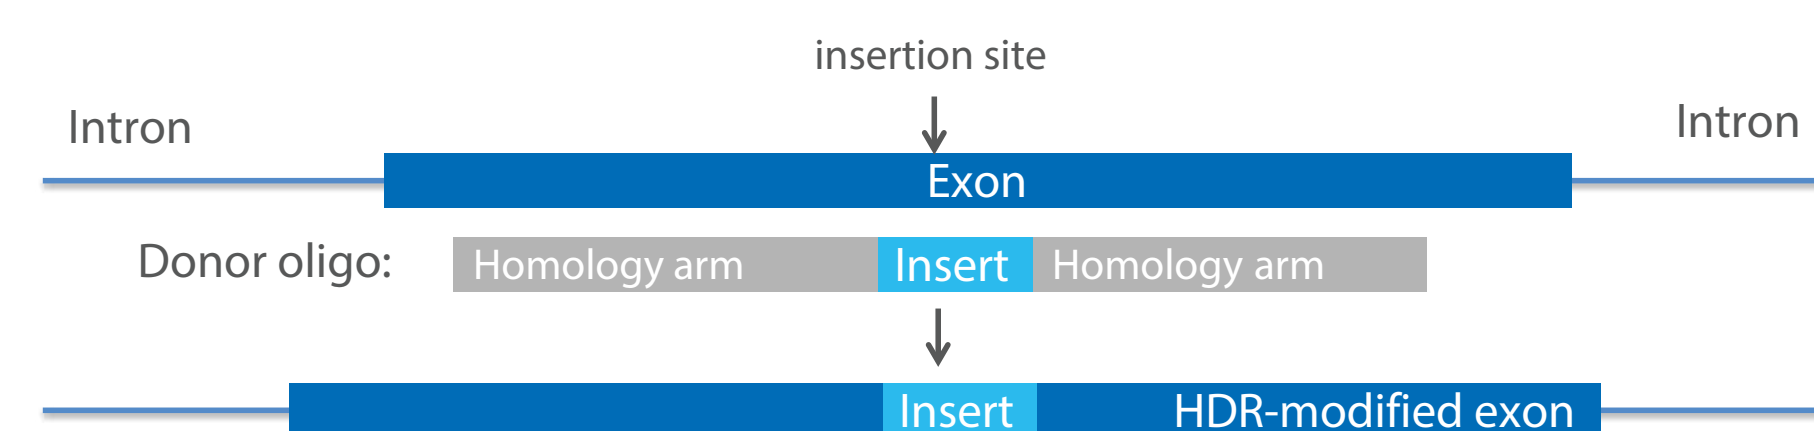 insertion site
Intron
Intron
Exon
Donor oligo:
Homology arm
Insert
Homology arm
Insert
HDR-modified exon